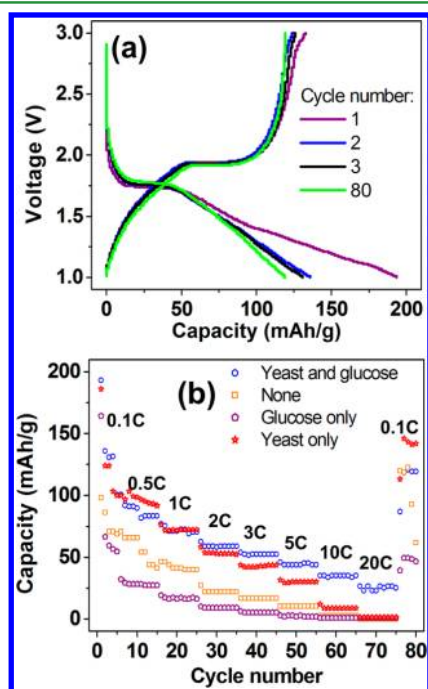 (a)
3.0
2.5
2.0
1.5
1.0
Voltage (V)
Cycle number:
1
2
3
80
0 50 100 150 200
Capacity (mAh/g)
(b)
200
150
100
50
0
Capacity (mAh/g)
Yeast and glucose
None
Glucose only
Yeast only
0.1C
0.5C
1C
2C
3C
5C
10C
20C
0.1C
0 10 20 30 40 50 60 70 80
Cycle number